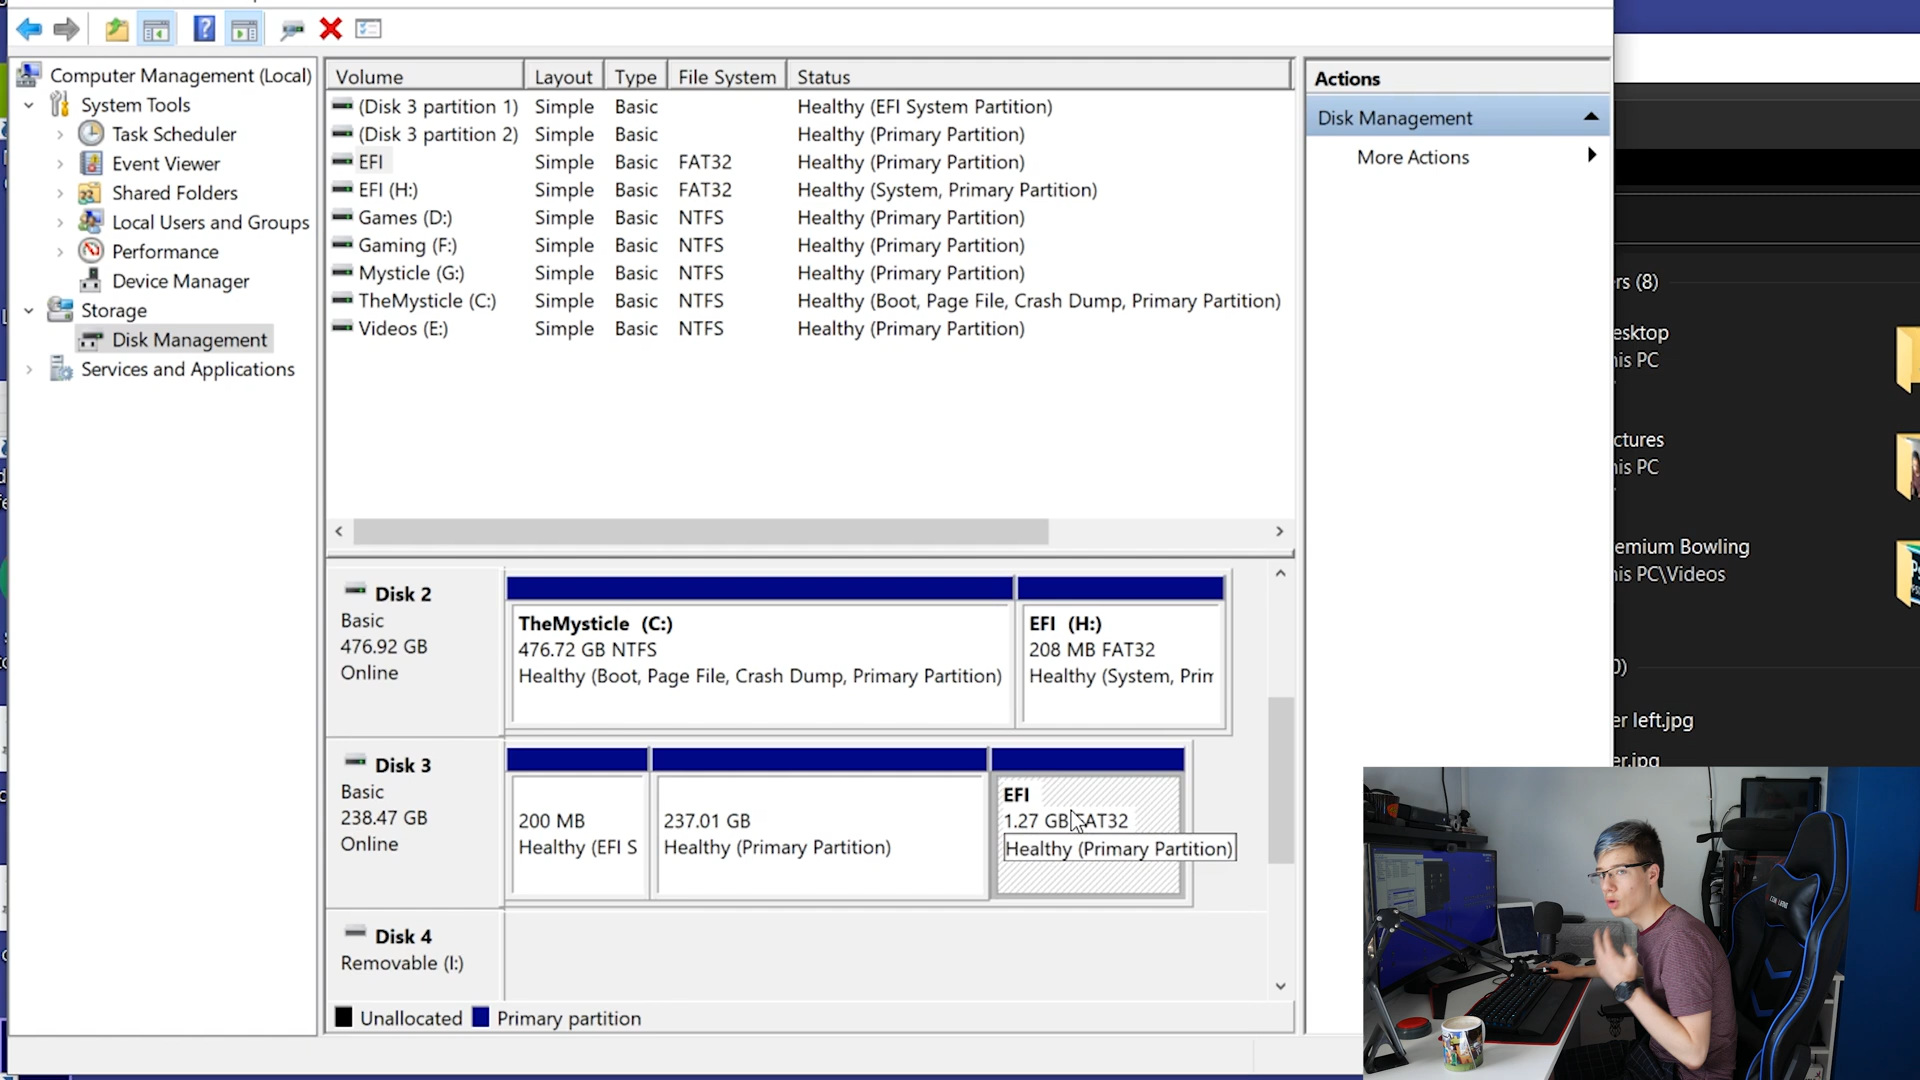 Computer Management (Local)
System Tools
Task Scheduler
Event Viewer
Shared Folders
Local Users and Groups
Performance
Device Manager
Storage
Disk Management
Services and Applications
Volume Layout Type File System Status
(Disk 3 partition 1) Simple Basic Healthy (EFI System Partition)
(Disk 3 partition 2) Simple Basic Healthy (Primary Partition)
EFI Simple Basic FAT32 Healthy (Primary Partition)
EFI (H:) Simple Basic FAT32 Healthy (System, Primary Partition)
Games (D:) Simple Basic NTFS Healthy (Primary Partition)
Gaming (F:) Simple Basic NTFS Healthy (Primary Partition)
Mysticle (G:) Simple Basic NTFS Healthy (Primary Partition)
TheMysticle (C:) Simple Basic NTFS Healthy (Boot, Page File, Crash Dump, Primary Partition)
Videos (E:) Simple Basic NTFS Healthy (Primary Partition)
Disk 2
Basic
476.92 GB
Online
TheMysticle (C:)
476.72 GB NTFS
Healthy (Boot, Page File, Crash Dump, Primary Partition)
EFI (H:)
208 MB FAT32
Healthy (System, Prim
Disk 3
Basic
238.47 GB
Online
200 MB
Healthy (EFI S
237.01 GB
Healthy (Primary Partition)
EFI
1.27 GB FAT32
Healthy (Primary Partition)
Disk 4
Removable (I:)
Unallocated Primary partition
Actions
Disk Management
More Actions
rs (8)
esktop
his PC
ctures
his PC
emium Bowling
his PC\Videos
0)
er left.jpg
er.jpg